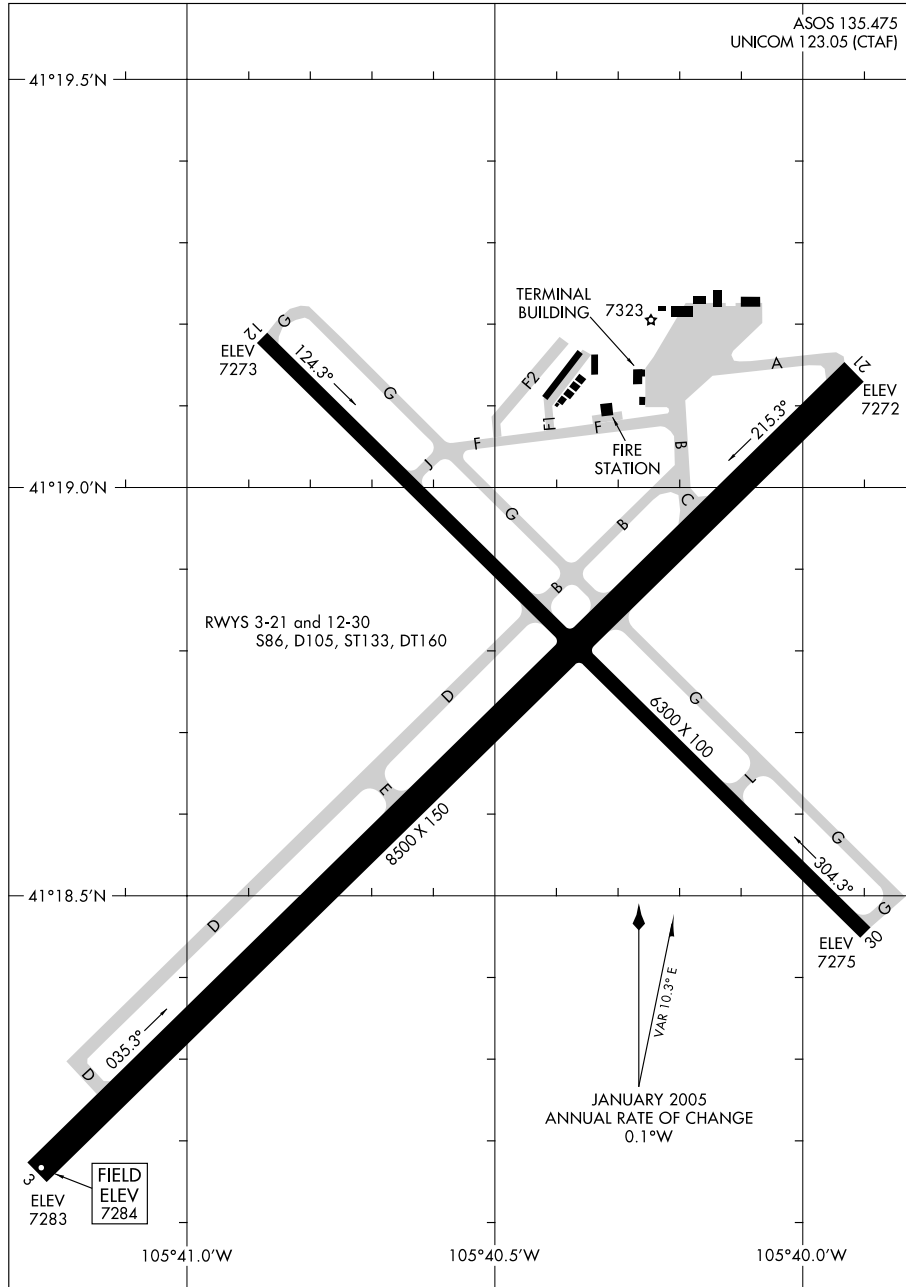 ASOS 135.475
UNICOM 123.05 (CTAF)
41°19.5'N
TERMINAL
BUILDING
7323
G
12
ELEV
7273
124.3°
G
F2
A
21
ELEV
7272
215.3°
F1
F
F
FIRE
STATION
B
J
41°19.0'N
G
C
B
B
RWYS 3-21 and 12-30
S86, D105, ST133, DT160
D
G
6300 X 100
E
L
8500 X 150
G
304.3°
41°18.5'N
G
30
ELEV
7275
D
VAR 10.3° E
035.3°
D
JANUARY 2005
ANNUAL RATE OF CHANGE
0.1°W
3
ELEV
7283
FIELD
ELEV
7284
105°41.0'W
105°40.5'W
105°40.0'W